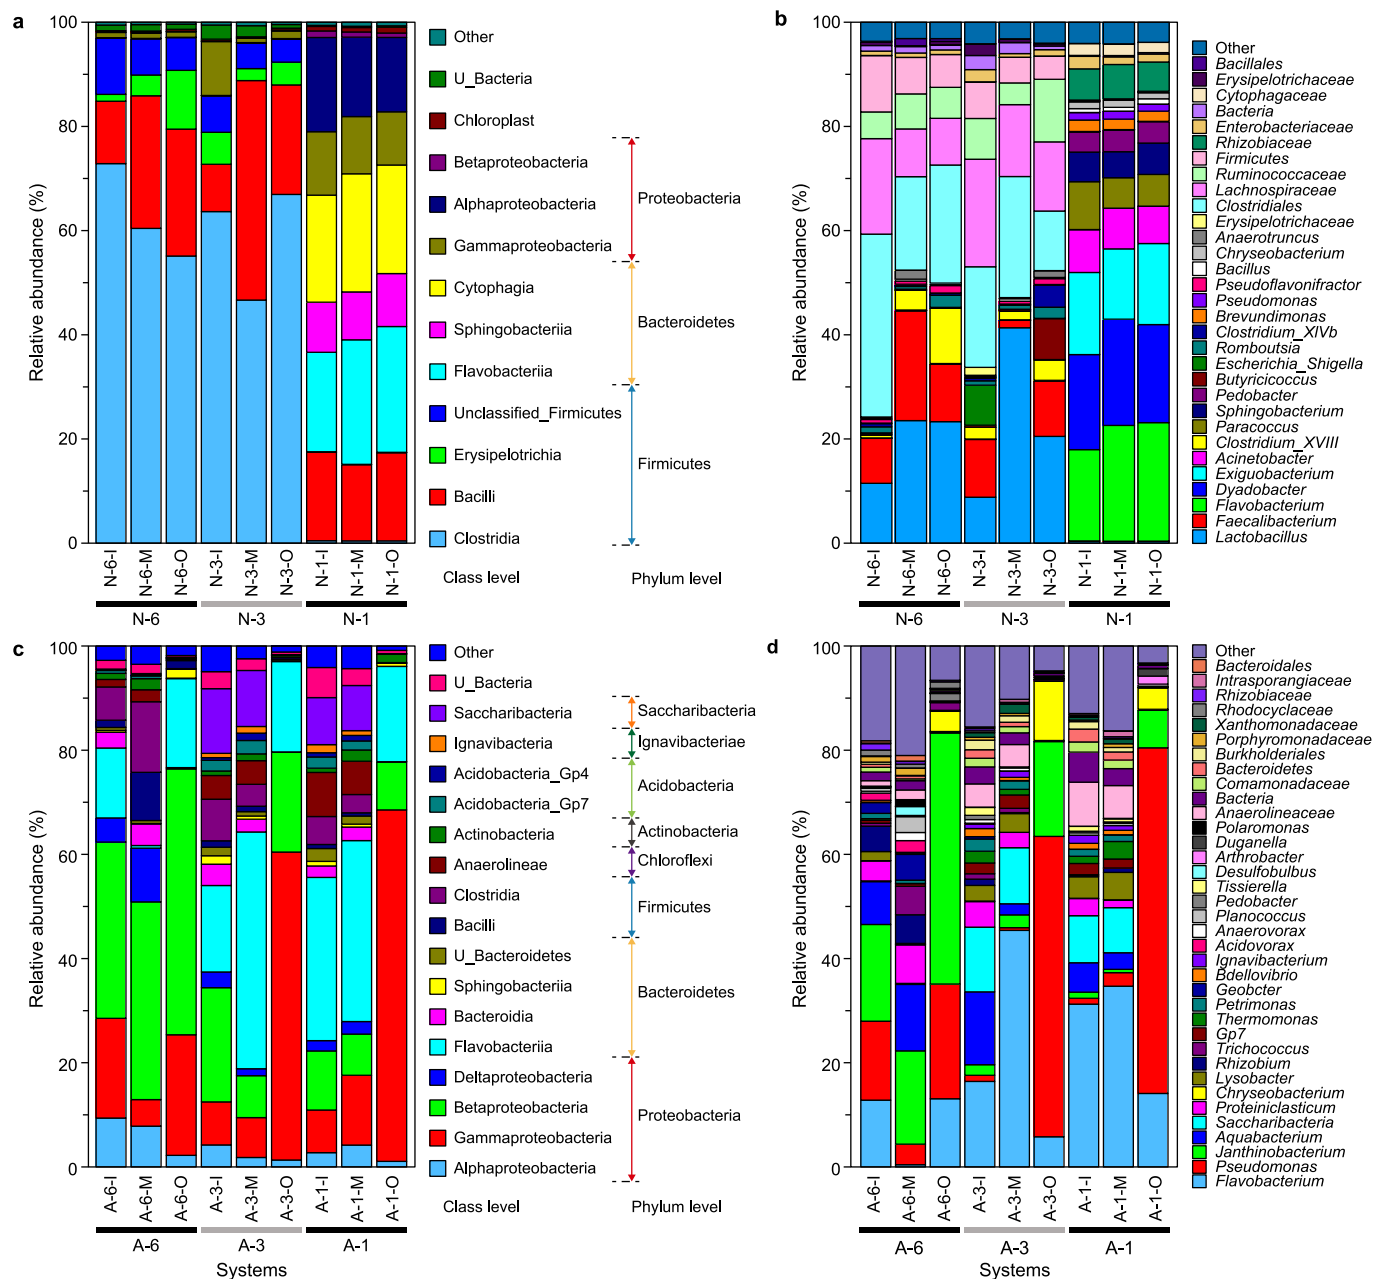 a
Relative abundance (%)
100
80
60
40
20
0
N-6-I
N-6-M
N-6-O
N-3-I
N-3-M
N-3-O
N-1-I
N-1-M
N-1-O
N-6
N-3
N-1
Other
U_Bacteria
Chloroplast
Betaproteobacteria
Alphaproteobacteria
Gammaproteobacteria
Cytophagia
Sphingobacteriia
Flavobacteriia
Unclassified_Firmicutes
Erysipelotrichia
Bacilli
Clostridia
Class level
Proteobacteria
Bacteroidetes
Firmicutes
Phylum level
b
Relative abundance (%)
100
80
60
40
20
0
N-6-I
N-6-M
N-6-O
N-3-I
N-3-M
N-3-O
N-1-I
N-1-M
N-1-O
N-6
N-3
N-1
Other
Bacillales
Erysipelotrichaceae
Cytophagaceae
Bacteria
Enterobacteriaceae
Rhizobiaceae
Firmicutes
Ruminococcaceae
Lachnospiraceae
Clostridiales
Erysipelotrichaceae
Anaerotruncus
Chryseobacterium
Bacillus
Pseudoflavonifractor
Pseudomonas
Brevundimonas
Clostridium_XIVb
Romboutsia
Escherichia_Shigella
Butyricicoccus
Pedobacter
Sphingobacterium
Paracoccus
Clostridium_XVIII
Acinetobacter
Exiguobacterium
Dyadobacter
Flavobacterium
Faecalibacterium
Lactobacillus
c
Relative abundance (%)
100
80
60
40
20
0
A-6-I
A-6-M
A-6-O
A-3-I
A-3-M
A-3-O
A-1-I
A-1-M
A-1-O
A-6
A-3
A-1
Systems
Other
U_Bacteria
Saccharibacteria
Ignavibacteria
Acidobacteria_Gp4
Acidobacteria_Gp7
Actinobacteria
Anaerolineae
Clostridia
Bacilli
U_Bacteroidetes
Sphingobacteriia
Bacteroidia
Flavobacteriia
Deltaproteobacteria
Betaproteobacteria
Gammaproteobacteria
Alphaproteobacteria
Class level
Saccharibacteria
Ignavibacteriae
Acidobacteria
Actinobacteria
Chloroflexi
Firmicutes
Bacteroidetes
Proteobacteria
Phylum level
d
Relative abundance (%)
100
80
60
40
20
0
A-6-I
A-6-M
A-6-O
A-3-I
A-3-M
A-3-O
A-1-I
A-1-M
A-1-O
A-6
A-3
A-1
Systems
Other
Bacteroidales
Intrasporangiaceae
Rhizobiaceae
Rhodocyclaceae
Xanthomonadaceae
Porphyromonadaceae
Burkholderiales
Bacteroidetes
Comamonadaceae
Bacteria
Anaerolineaceae
Polaromonas
Duganella
Arthrobacter
Desulfobulbus
Tissierella
Pedobacter
Planococcus
Anaerovorax
Acidovorax
Ignavibacterium
Bdellovibrio
Geobcter
Petrimonas
Thermomonas
Gp7
Trichococcus
Rhizobium
Lysobacter
Chryseobacterium
Proteiniclasticum
Saccharibacteria
Aquabacterium
Janthinobacterium
Pseudomonas
Flavobacterium